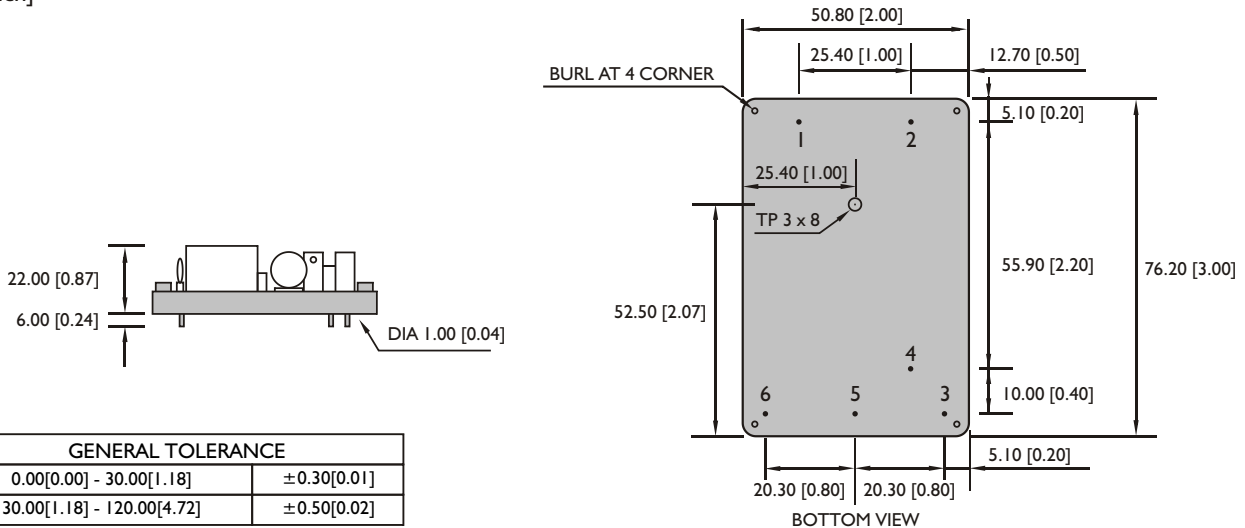 50.80 [2.00]
25.40 [1.00]
12.70 [0.50]
BURL AT 4 CORNER
5.10 [0.20]
1
2
25.40 [1.00]
TP 3 x 8
22.00 [0.87]
6.00 [0.24]
DIA 1.00 [0.04]
55.90 [2.20]
76.20 [3.00]
52.50 [2.07]
4
6
5
3
10.00 [0.40]
5.10 [0.20]
20.30 [0.80]
20.30 [0.80]
BOTTOM VIEW
GENERAL TOLERANCE
0.00[0.00] - 30.00[1.18] ±0.30[0.01]
30.00[1.18] - 120.00[4.72] ±0.50[0.02]